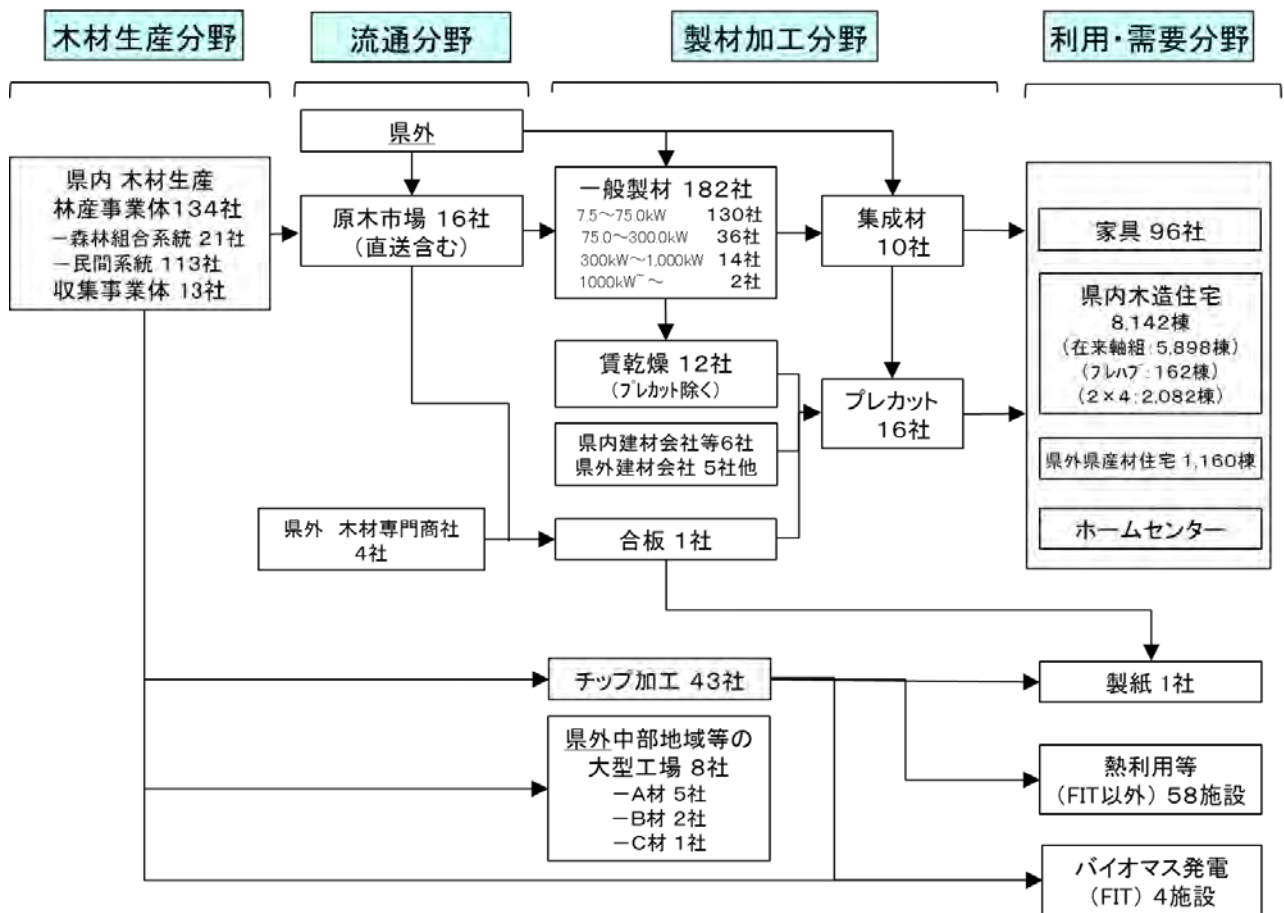 木材生産分野
流通分野
製材加工分野
利用・需要分野
県外
県内 木材生産
林産事業体134社
－森林組合系統 21社
－民間系統 113社
収集事業体 13社
原木市場 16社
（直送含む）
一般製材 182社
7.5～75.0kW 130社
75.0～300.0kW 36社
300kW～1,000kW 14社
1000kW~～ 2社
集成材
10社
家具 96社
県内木造住宅
8,142棟
(在来軸組:5,898棟)
(プレハブ:162棟)
(2×4:2,082棟)
賃乾燥 12社
(プレカット除く)
プレカット
16社
県内建材会社等6社
県外建材会社 5社他
県外県産材住宅 1,160棟
県外 木材専門商社
4社
合板 1社
ホームセンター
チップ加工 43社
製紙 1社
県外中部地域等の
大型工場 8社
－A材 5社
－B材 2社
－C材 1社
熱利用等
(FIT以外) 58施設
バイオマス発電
(FIT) 4施設